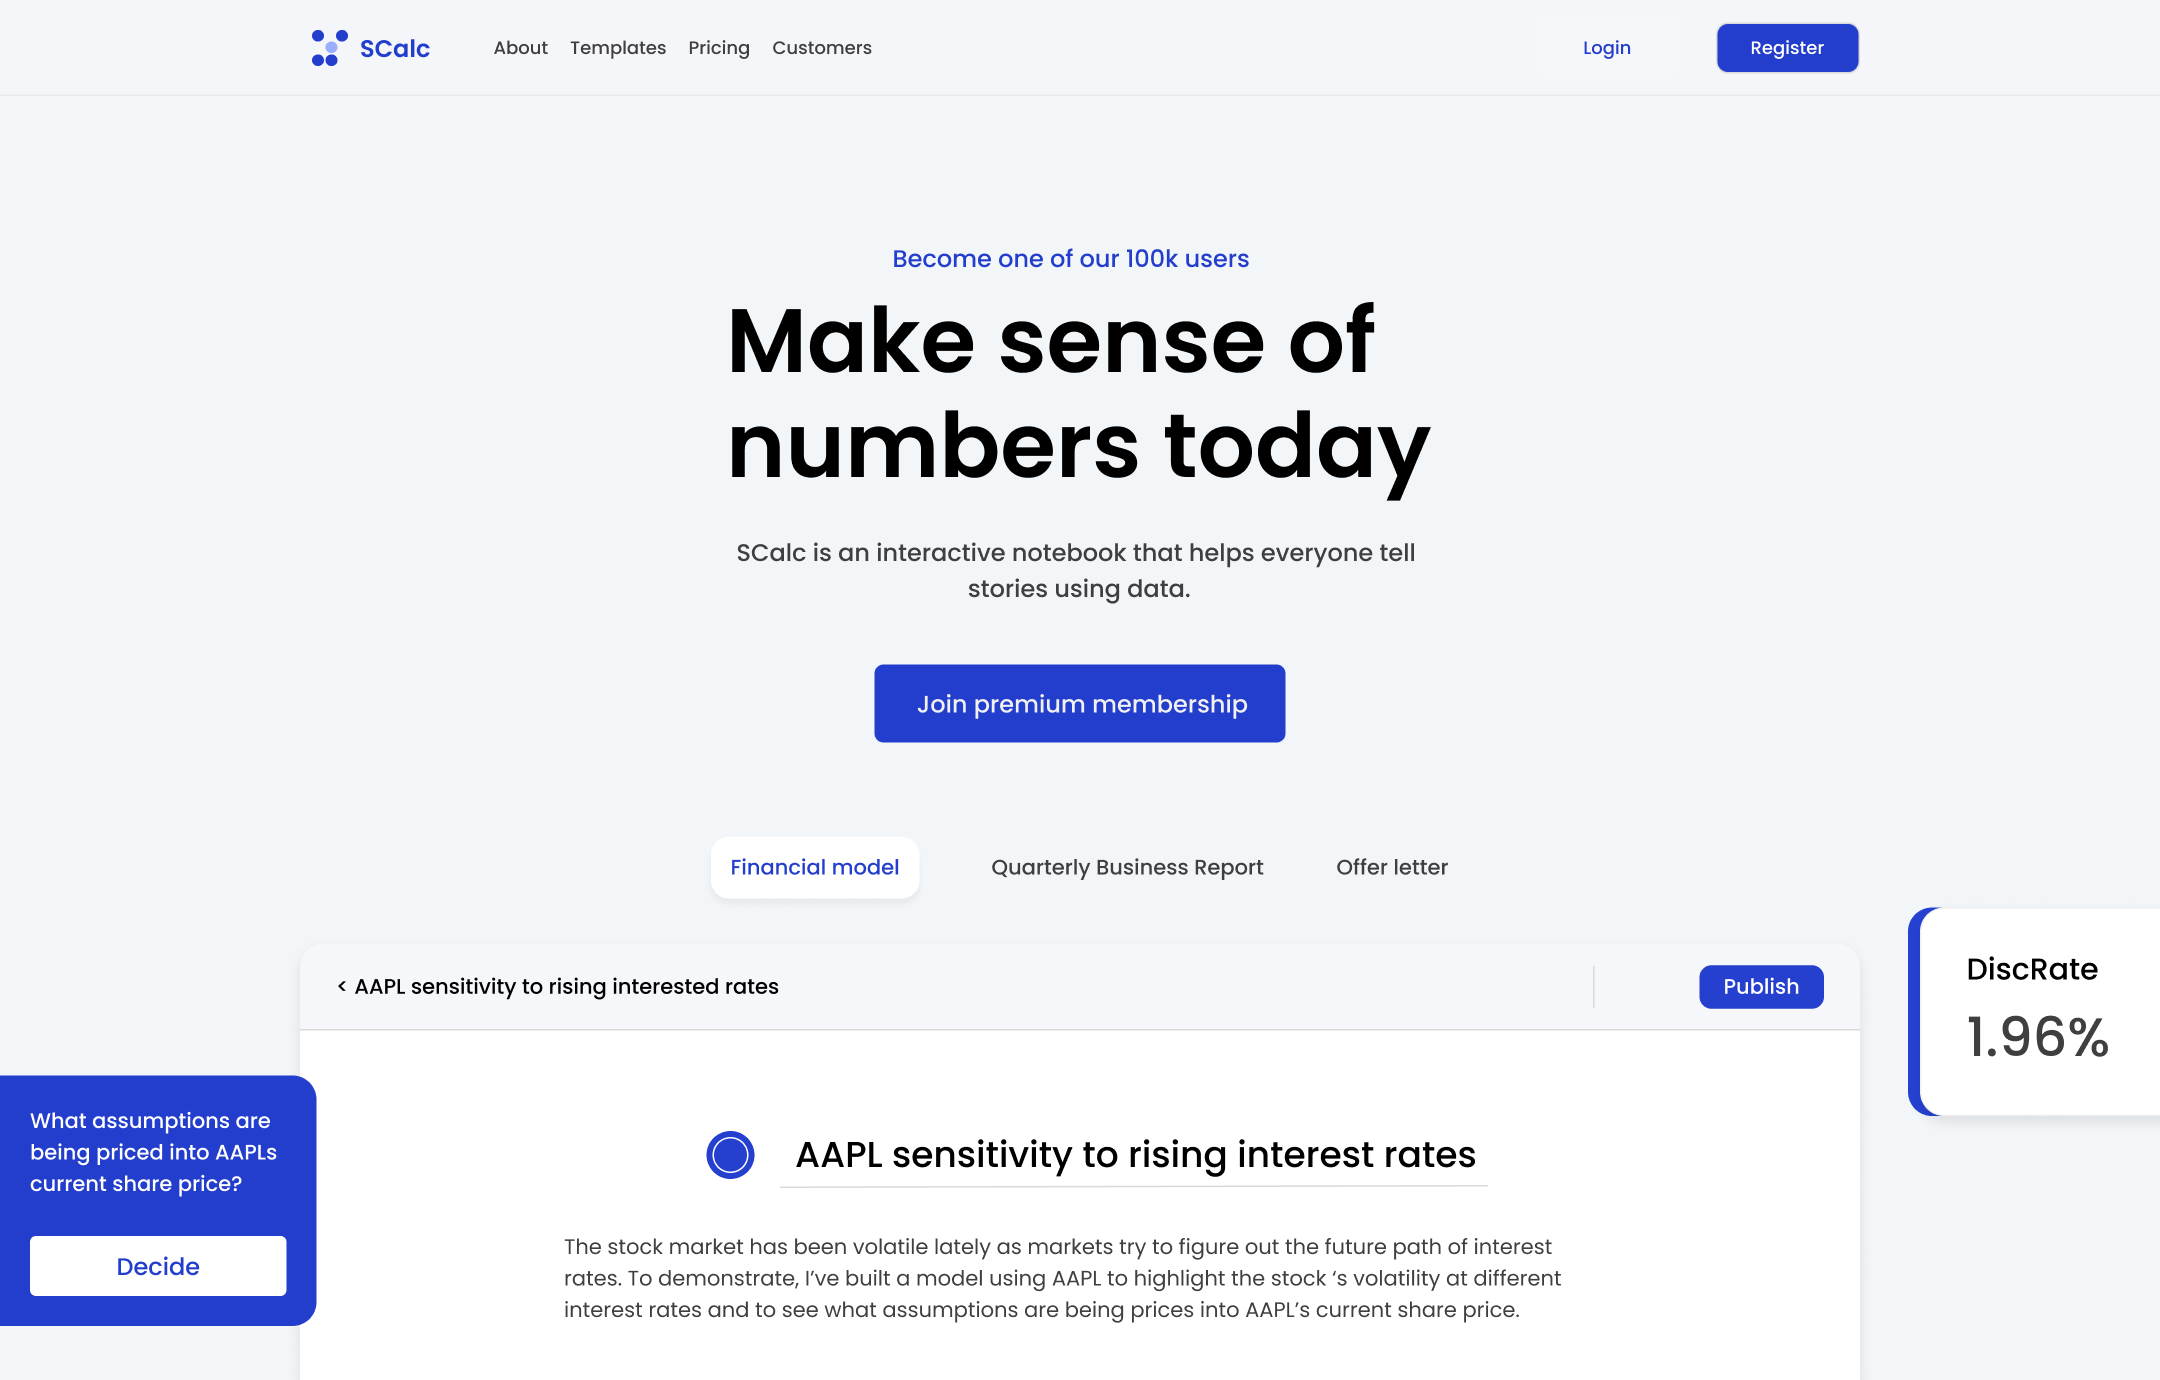 SCalc
About Templates Pricing Customers
Login
Register
Become one of our 100k users
Make sense of
numbers today
SCalc is an interactive notebook that helps everyone tell
stories using data.
Join premium membership
Financial model
Quarterly Business Report
Offer letter
< AAPL sensitivity to rising interested rates
Publish
DiscRate
1.96%
What assumptions are
being priced into AAPLs
current share price?
Decide
AAPL sensitivity to rising interest rates
The stock market has been volatile lately as markets try to figure out the future path of interest
rates. To demonstrate, I’ve built a model using AAPL to highlight the stock ‘s volatility at different
interest rates and to see what assumptions are being prices into AAPL’s current share price.